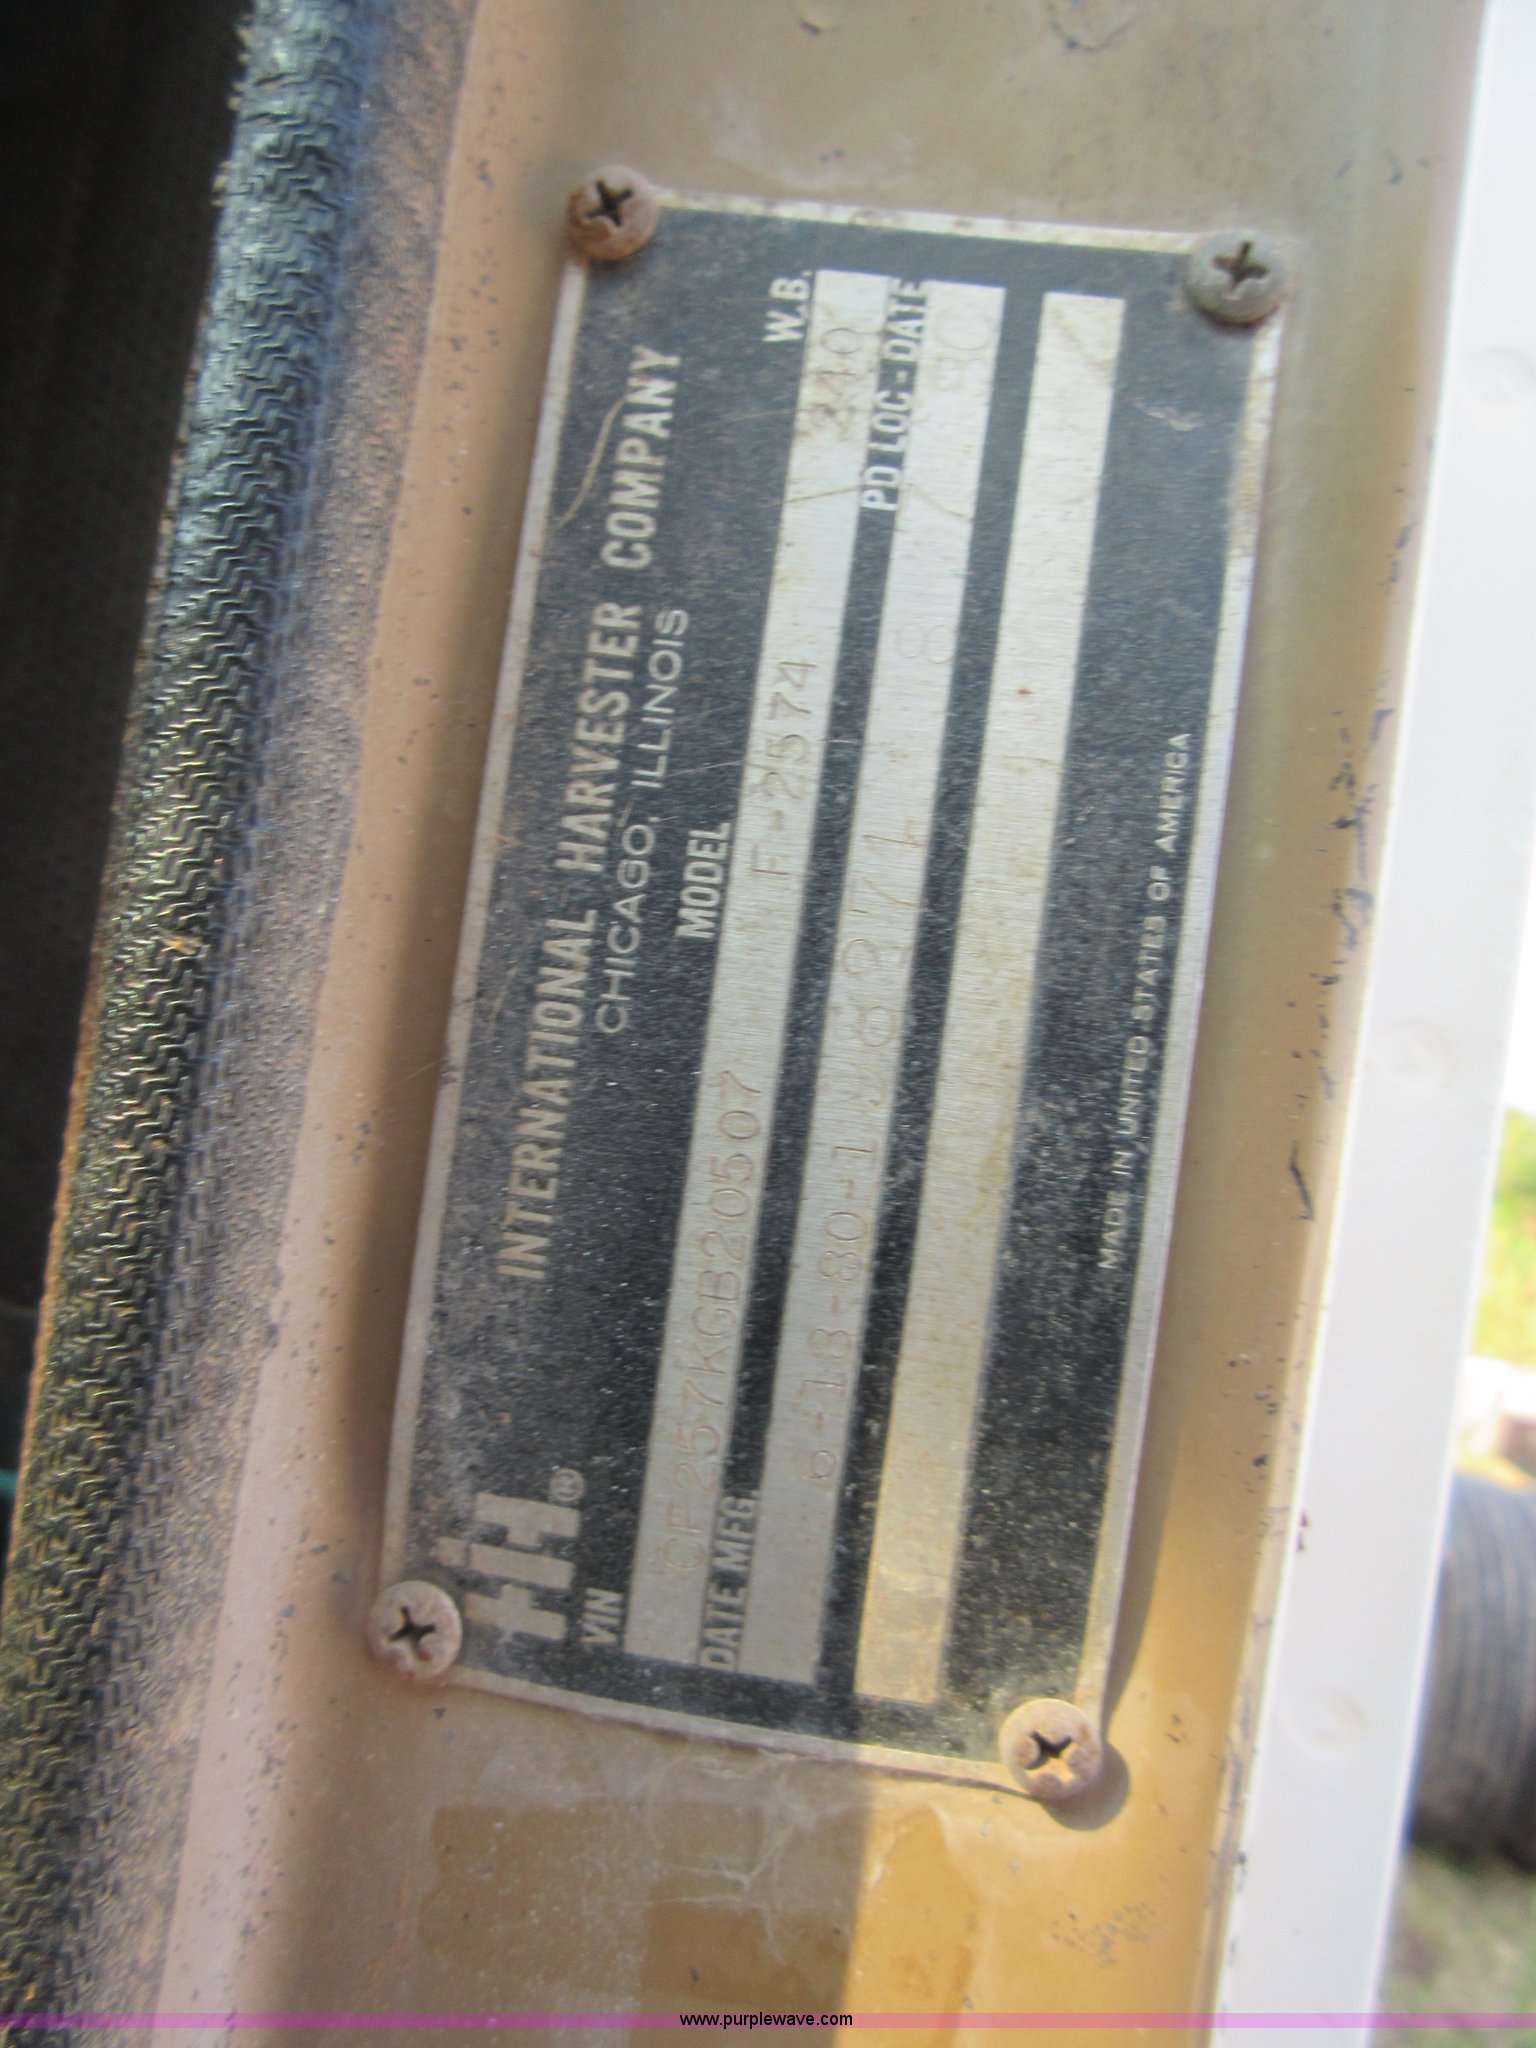 IH®
INTERNATIONAL HARVESTER COMPANY
CHICAGO, ILLINOIS
VIN MODEL W.B.
CF257KGB20507 F-2574 240
DATE MFG. PD LOC-DATE
6-18-80-1
MADE IN UNITED STATES OF AMERICA
www.purplewave.com